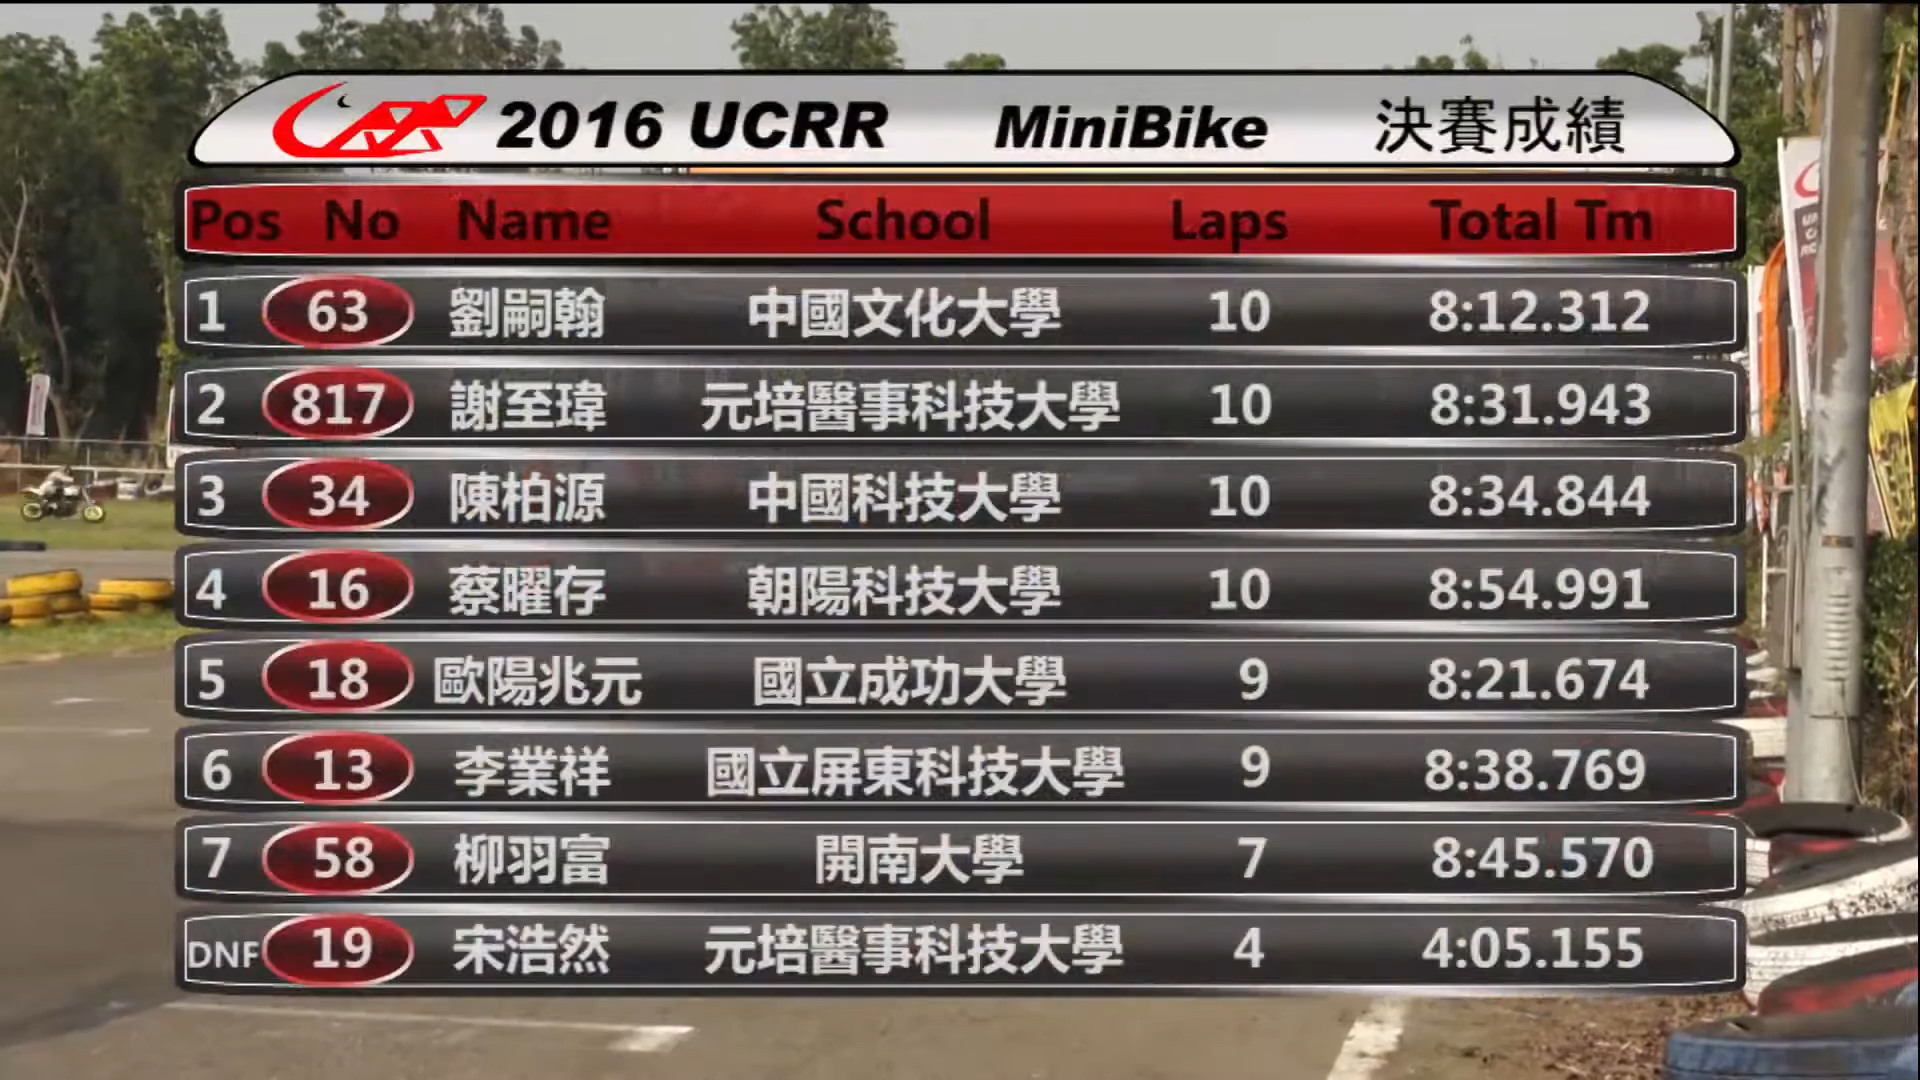 2016 UCRR MiniBike 決賽成績
Pos No Name School Laps Total Tm
1 63 劉嗣翰 中國文化大學 10 8:12.312
2 817 謝至瑋 元培醫事科技大學 10 8:31.943
3 34 陳柏源 中國科技大學 10 8:34.844
4 16 蔡曜存 朝陽科技大學 10 8:54.991
5 18 歐陽兆元 國立成功大學 9 8:21.674
6 13 李業祥 國立屏東科技大學 9 8:38.769
7 58 柳羽富 開南大學 7 8:45.570
DNF 19 宋浩然 元培醫事科技大學 4 4:05.155